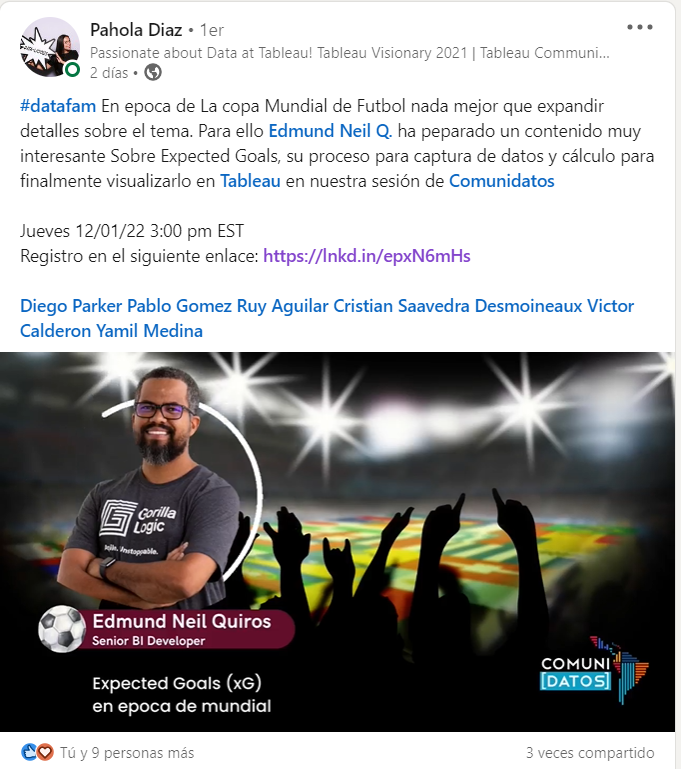 Pahola Diaz • 1er
Passionate about Data at Tableau! Tableau Visionary 2021 | Tableau Communi...
2 días •
#datafam En epoca de La copa Mundial de Futbol nada mejor que expandir
detalles sobre el tema. Para ello Edmund Neil Q. ha peparado un contenido muy
interesante Sobre Expected Goals, su proceso para captura de datos y cálculo para
finalmente visualizarlo en Tableau en nuestra sesión de Comunidatos
Jueves 12/01/22 3:00 pm EST
Registro en el siguiente enlace: https://lnkd.in/epxN6mHs
Diego Parker Pablo Gomez Ruy Aguilar Cristian Saavedra Desmoineaux Victor
Calderon Yamil Medina
Gorilla
Logic
Unstoppable.
Edmund Neil Quiros
Senior BI Developer
Expected Goals (xG)
en epoca de mundial
COMUNI
[DATOS]
Tú y 9 personas más
3 veces compartido